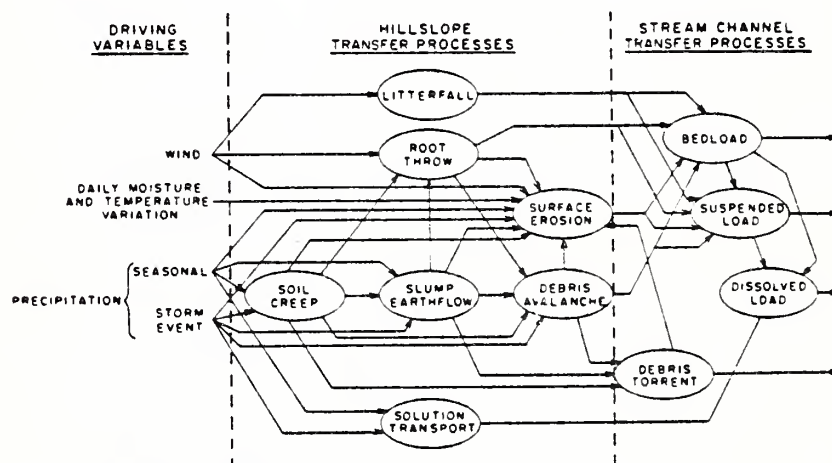 DRIVING
VARIABLES
HILLSLOPE
TRANSFER PROCESSES
STREAM CHANNEL
TRANSFER PROCESSES
LITTERFALL
WIND
ROOT
THROW
BEDLOAD
DAILY MOISTURE
AND TEMPERATURE
VARIATION
SURFACE
EROSION
SUSPENDED
LOAD
PRECIPITATION
SEASONAL
STORM
EVENT
SOIL
CREEP
SLUMP
EARTHFLOW
DEBRIS
AVALANCHE
DISSOLVED
LOAD
DEBRIS
TORRENT
SOLUTION
TRANSPORT